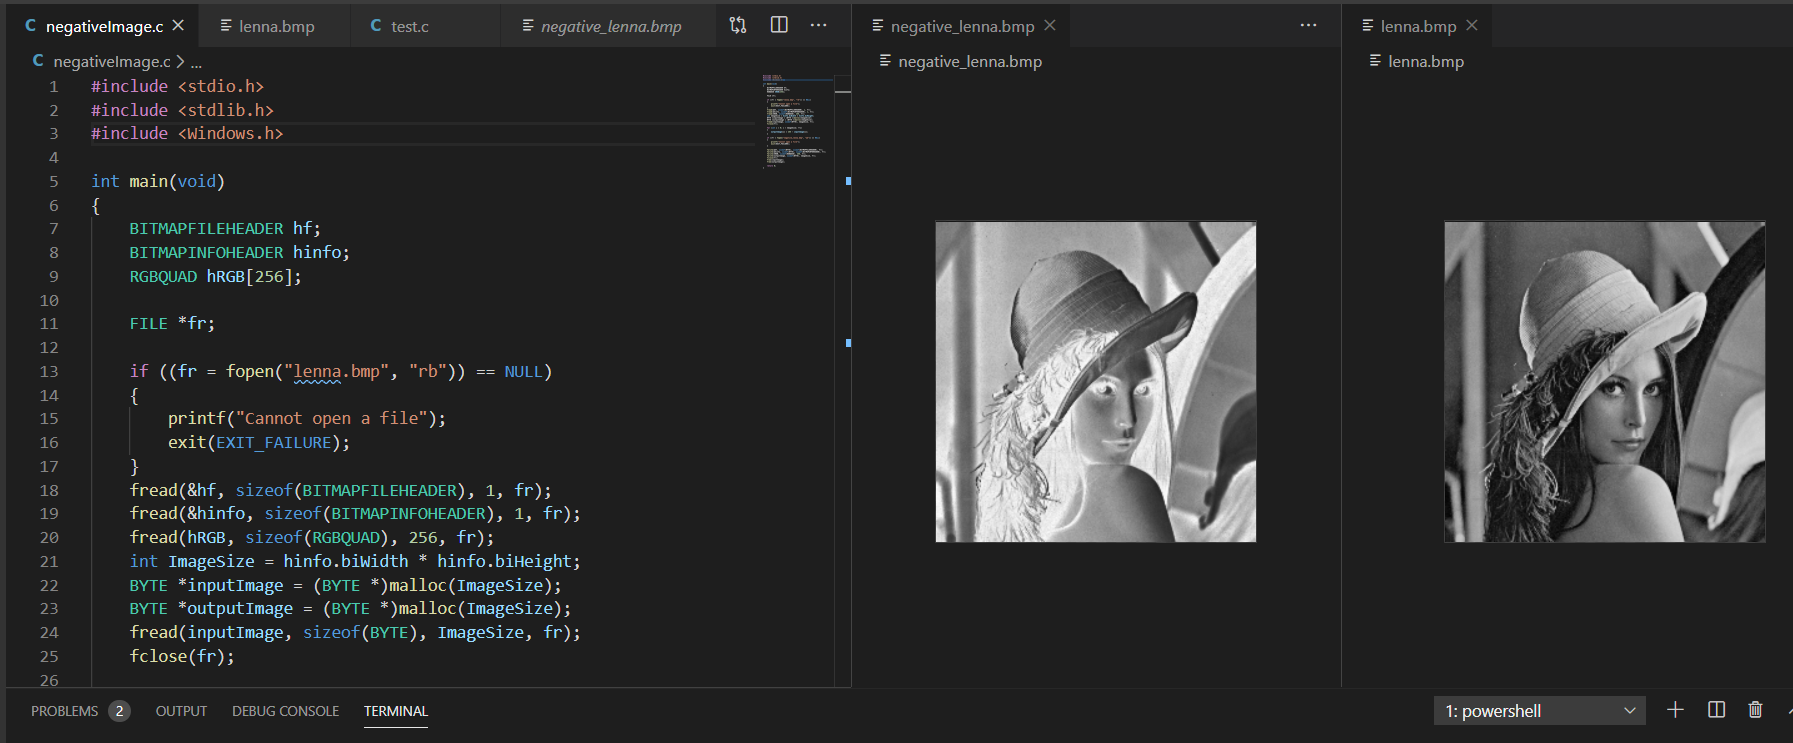 negativeImage.c
lenna.bmp
test.c
negative_lenna.bmp
negative_lenna.bmp
lenna.bmp
negativeImage.c > ...
negative_lenna.bmp
lenna.bmp
1 #include <stdio.h>
2 #include <stdlib.h>
3 #include <Windows.h>
4
5 int main(void)
6 {
7 BITMAPFILEHEADER hf;
8 BITMAPINFOHEADER hinfo;
9 RGBQUAD hRGB[256];
10
11 FILE *fr;
12
13 if ((fr = fopen("lenna.bmp", "rb")) == NULL)
14 {
15 printf("Cannot open a file");
16 exit(EXIT_FAILURE);
17 }
18 fread(&hf, sizeof(BITMAPFILEHEADER), 1, fr);
19 fread(&hinfo, sizeof(BITMAPINFOHEADER), 1, fr);
20 fread(hRGB, sizeof(RGBQUAD), 256, fr);
21 int ImageSize = hinfo.biWidth * hinfo.biHeight;
22 BYTE *inputImage = (BYTE *)malloc(ImageSize);
23 BYTE *outputImage = (BYTE *)malloc(ImageSize);
24 fread(inputImage, sizeof(BYTE), ImageSize, fr);
25 fclose(fr);
26
PROBLEMS 2 OUTPUT DEBUG CONSOLE TERMINAL
1: powershell